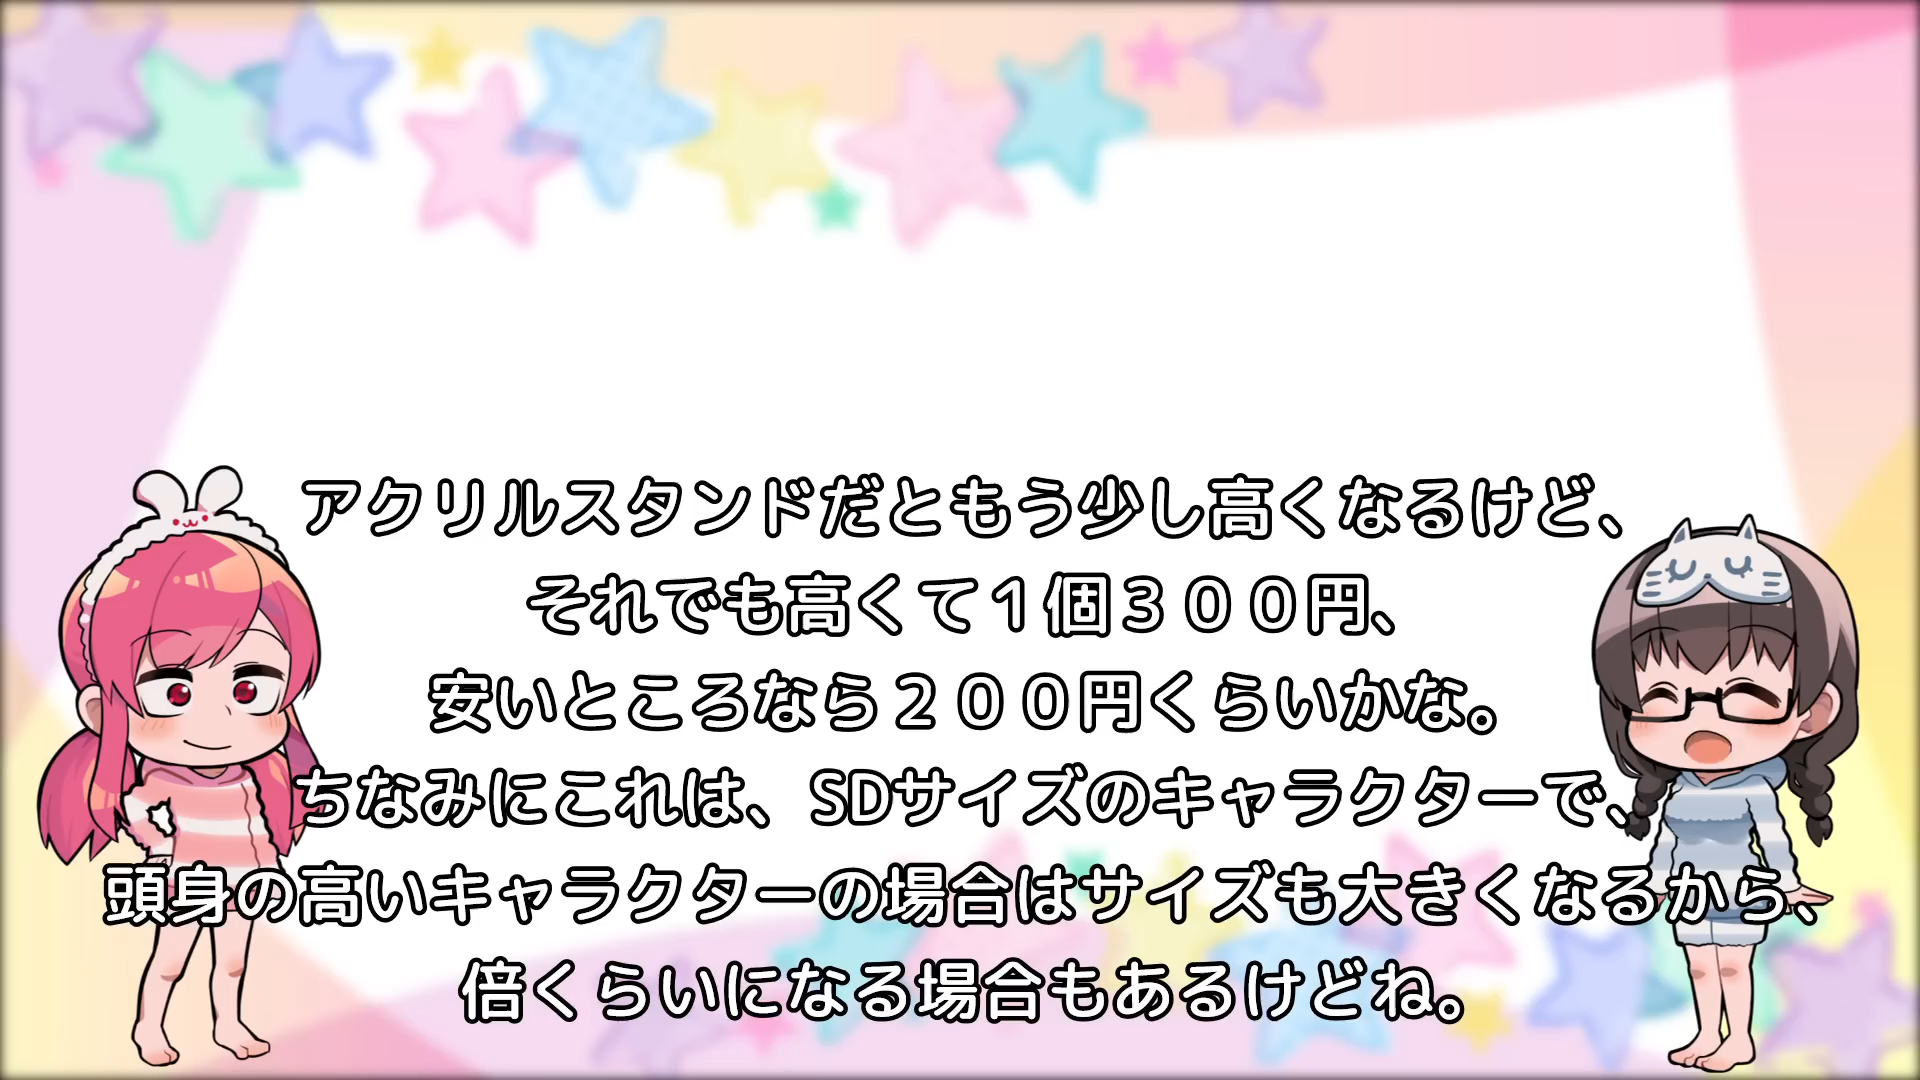 アクリルスタンドだともう少し高くなるけど、
それでも高くて１個３００円、
安いところなら２００円くらいかな。
ちなみにこれは、SDサイズのキャラクターで、
頭身の高いキャラクターの場合はサイズも大きくなるから、
倍くらいになる場合もあるけどね。